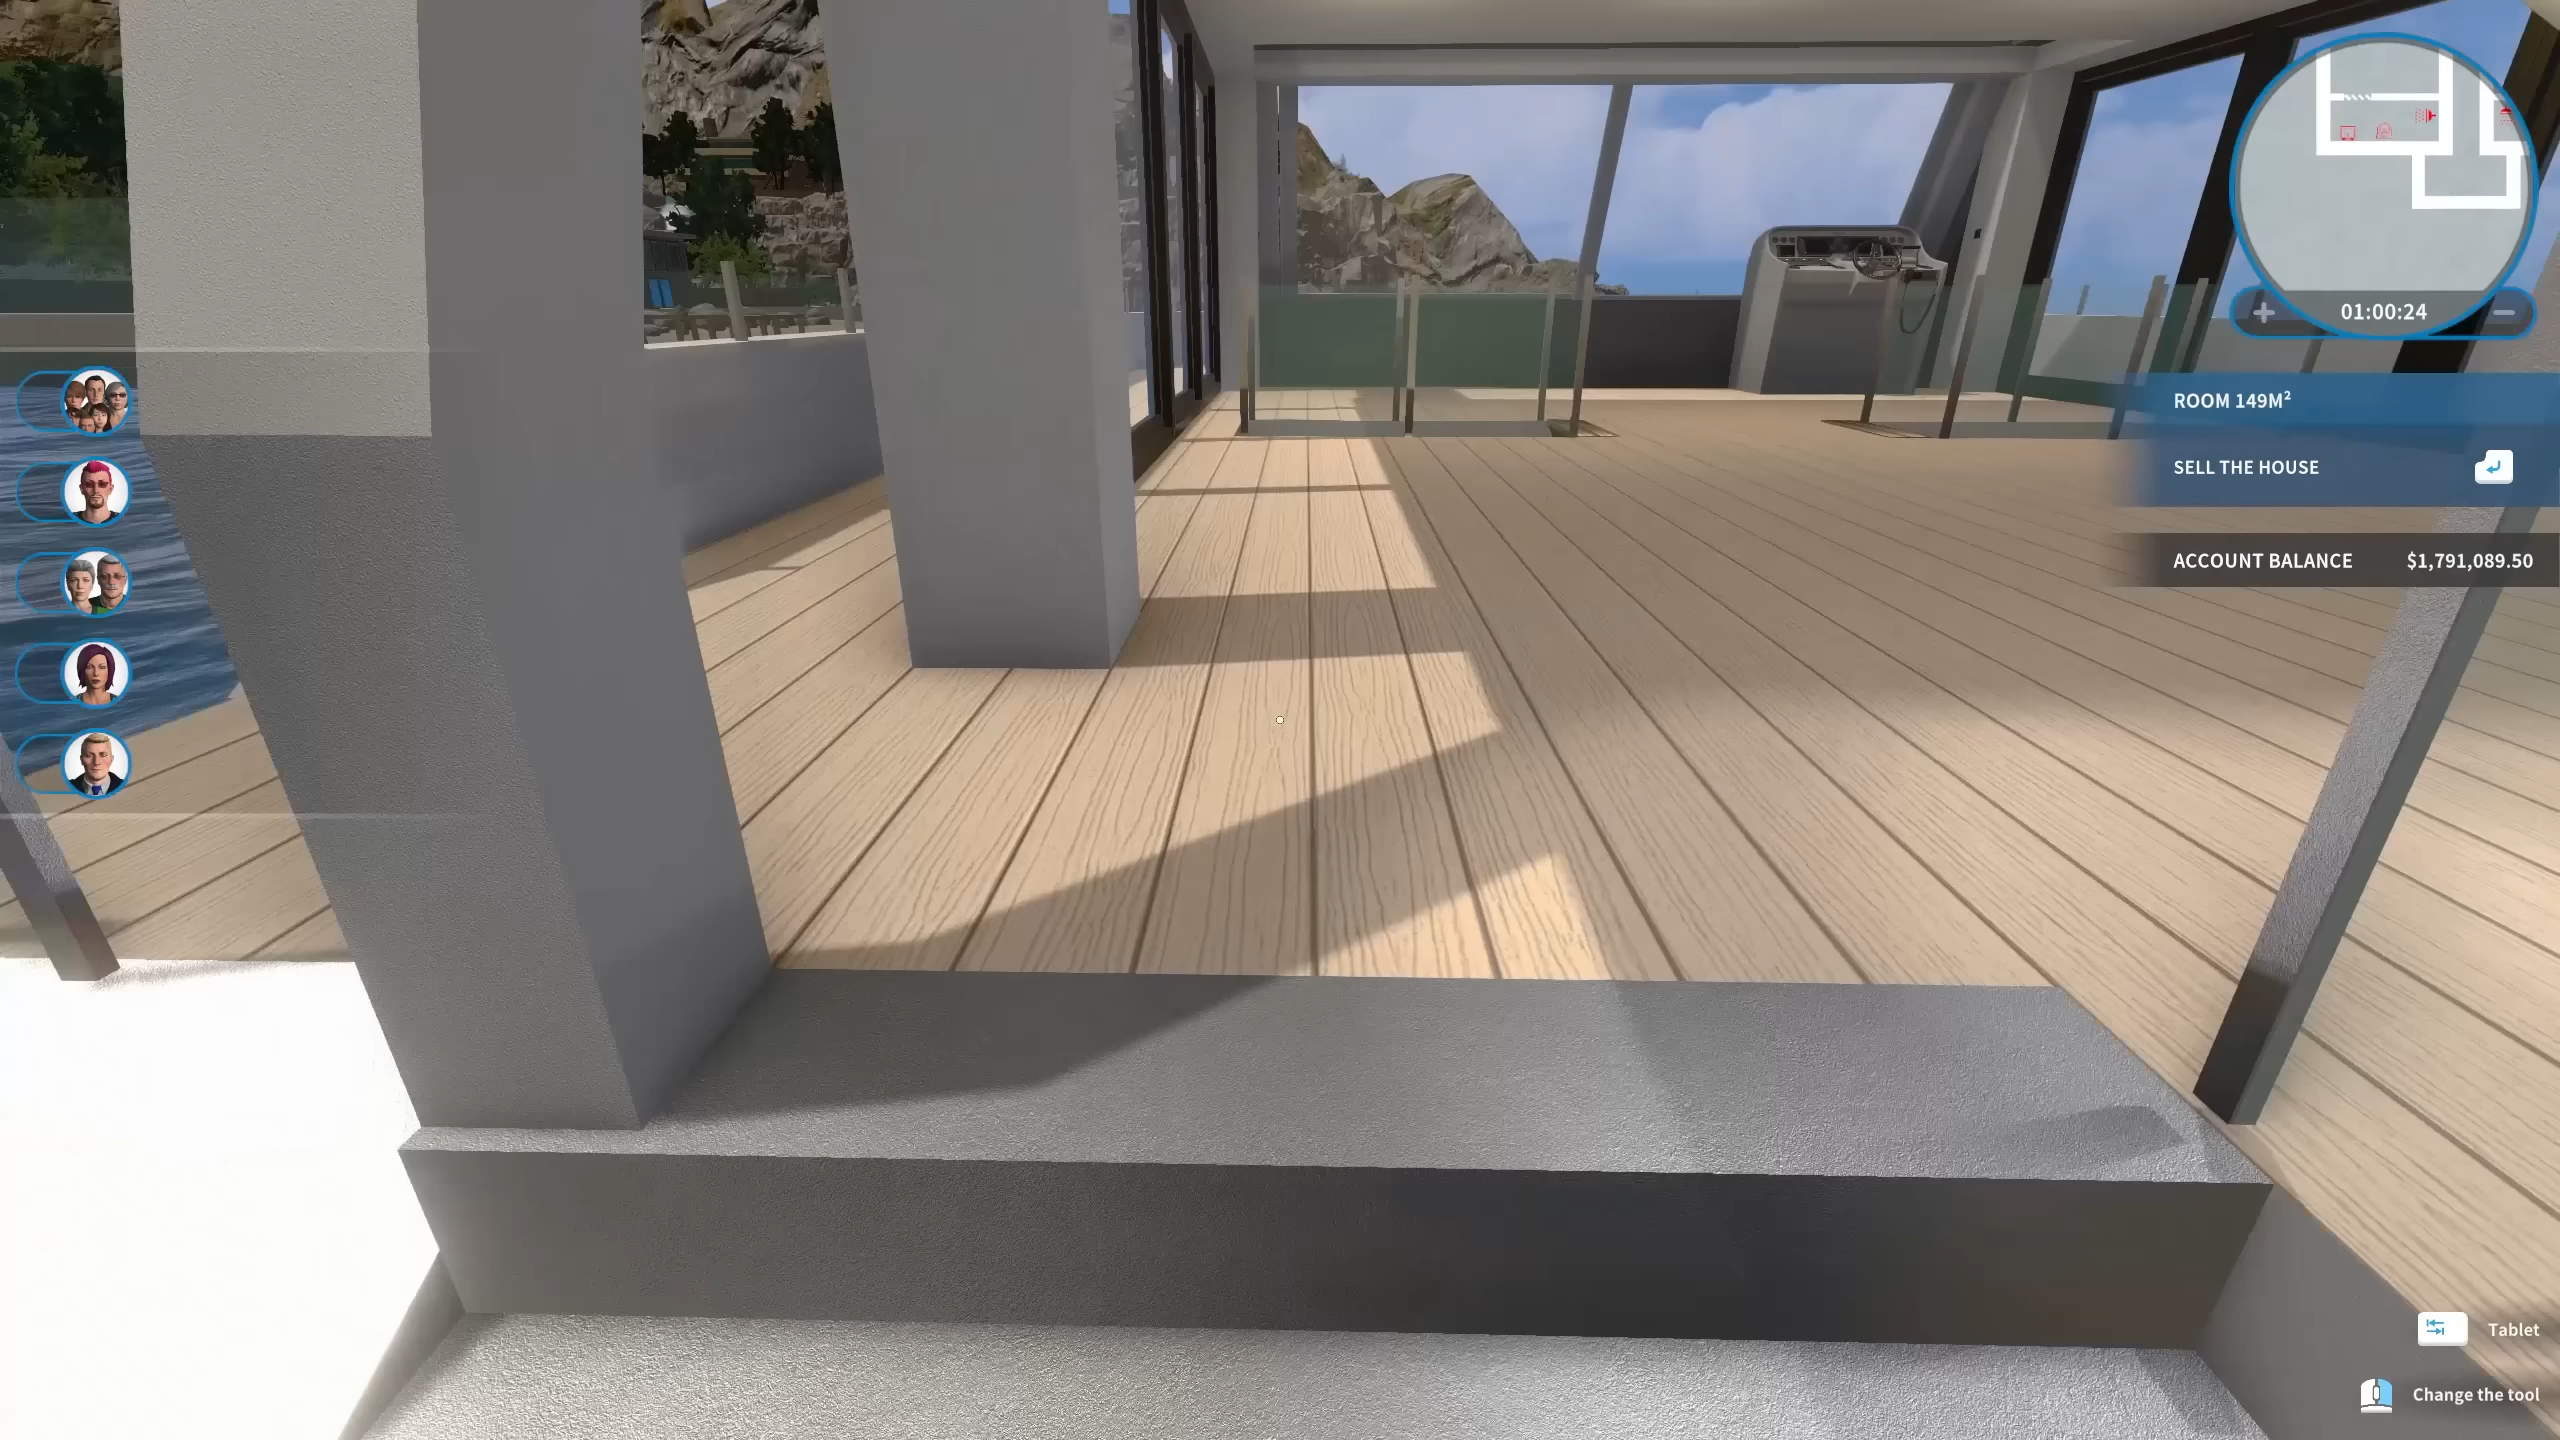 01:00:24
ROOM 149M²
SELL THE HOUSE
ACCOUNT BALANCE $1,791,089.50
Tablet
Change the tool